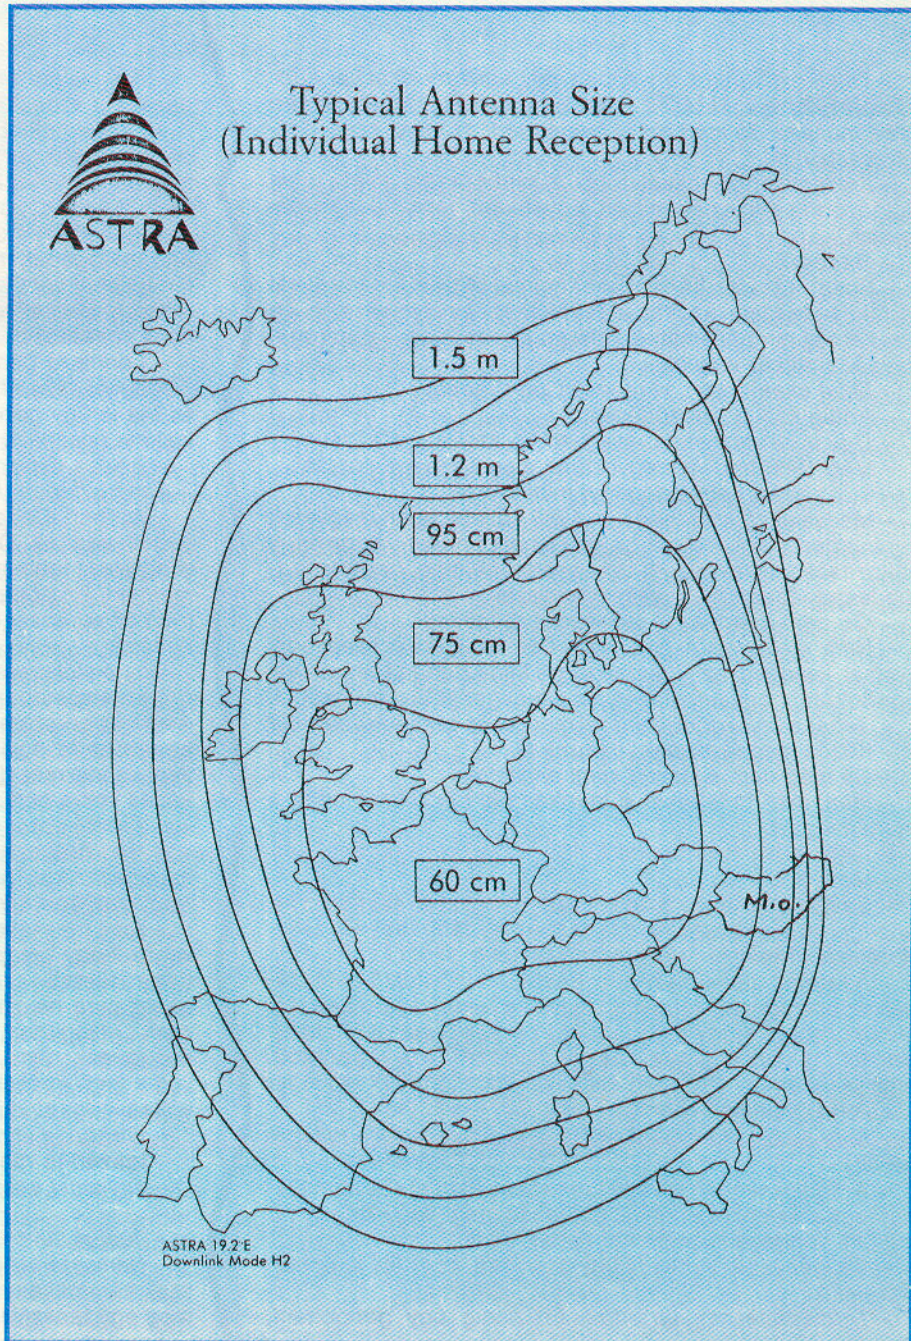 Typical Antenna Size
(Individual Home Reception)
ASTRA
1.5 m
1.2 m
95 cm
75 cm
60 cm
M.o.
ASTRA 19.2°E
Downlink Mode H2